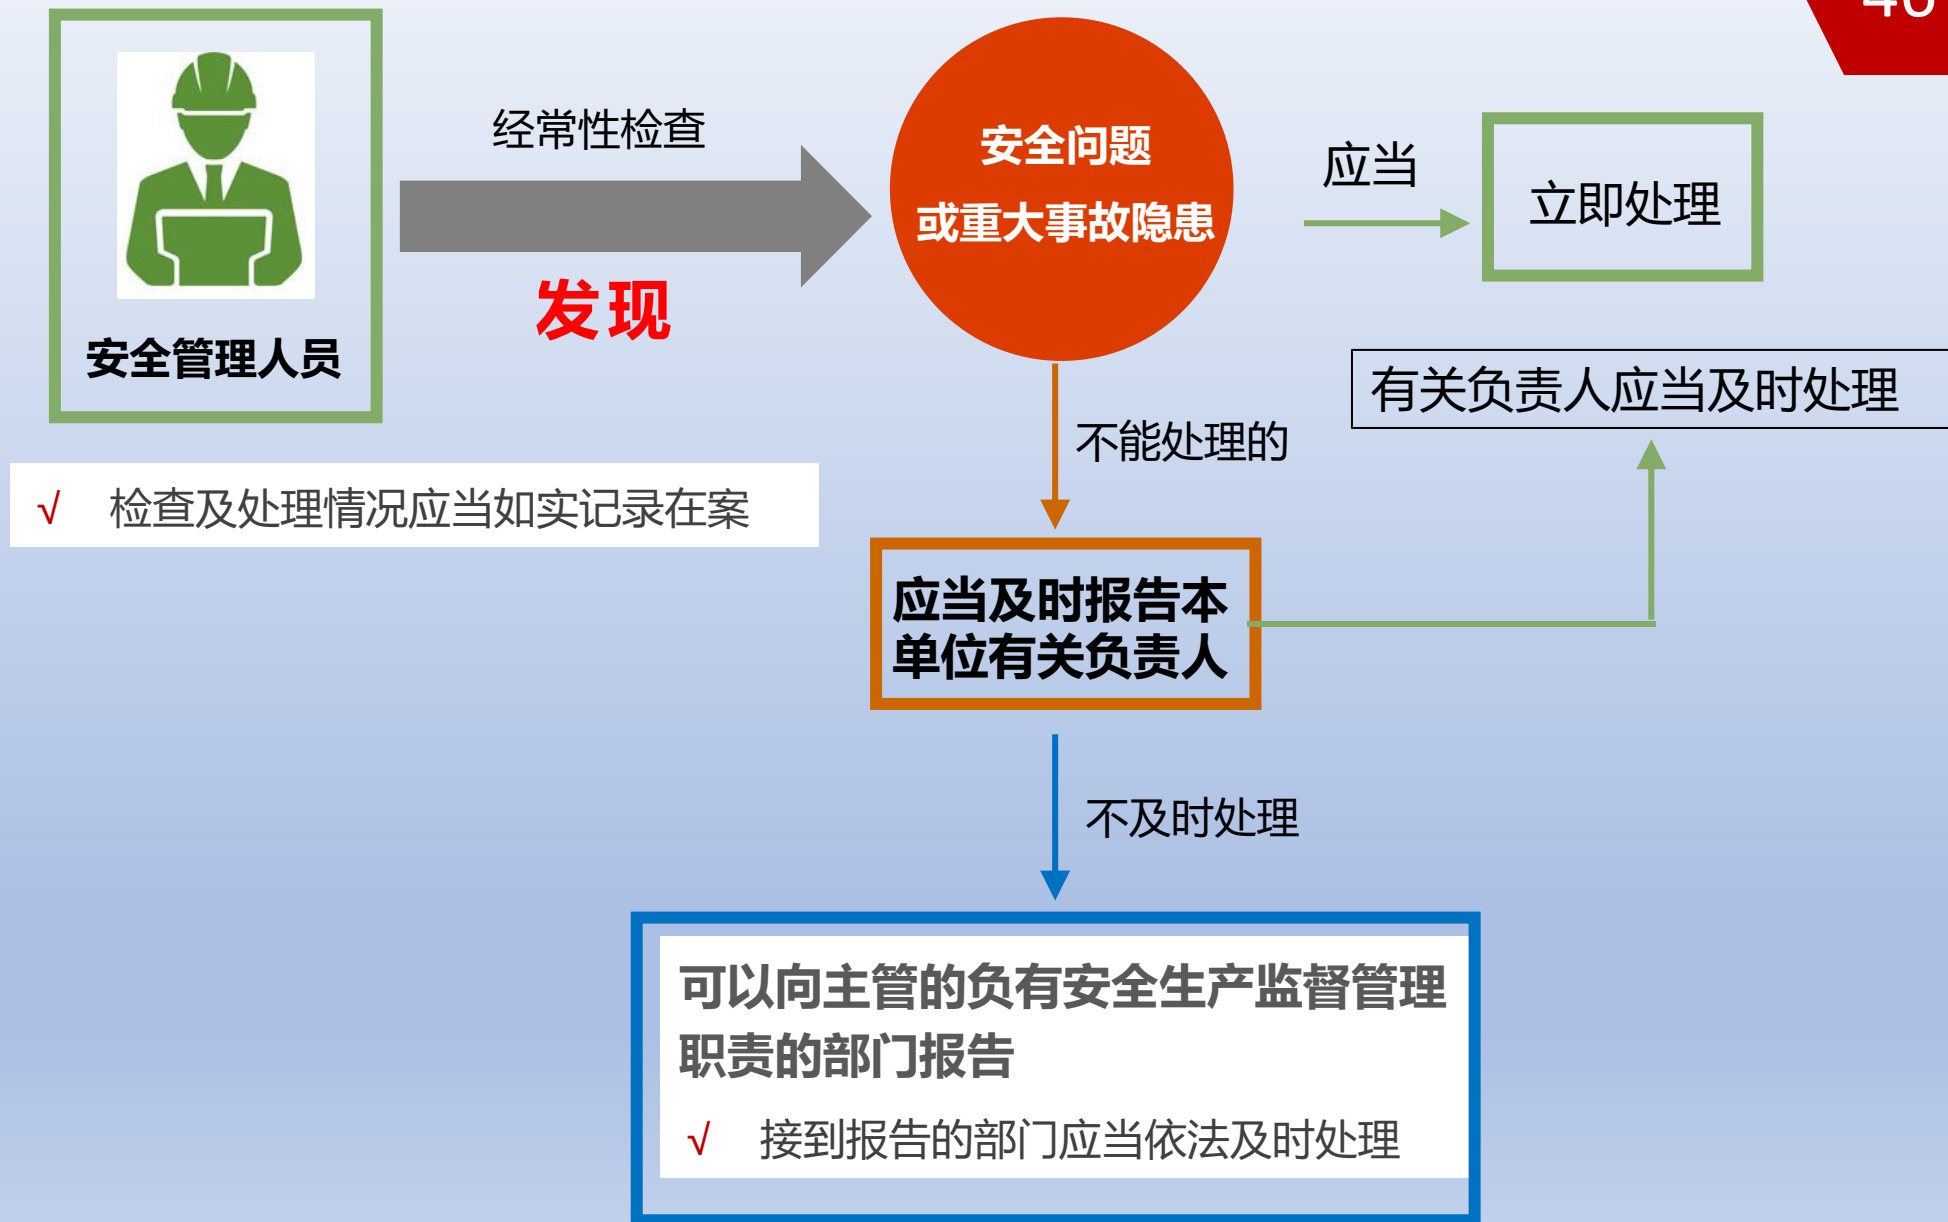 经常性检查
安全问题
或重大事故隐患
应当
立即处理
发现
安全管理人员
有关负责人应当及时处理
不能处理的
√ 检查及处理情况应当如实记录在案
应当及时报告本
单位有关负责人
不及时处理
可以向主管的负有安全生产监督管理
职责的部门报告
√ 接到报告的部门应当依法及时处理